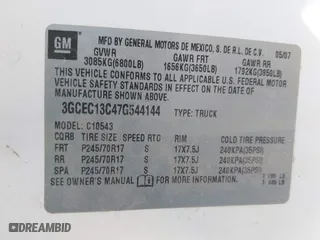 GM
MFD BY GENERAL MOTORS DE MEXICO, S. DE R.L. DE C.V. 05/07
GVWR GAWR FRT GAWR RR
3085KG(6800LB) 1656KG(3650LB) 1792KG(3950LB)
THIS VEHICLE CONFORMS TO ALL APPLICABLE U.S. FEDERAL
MOTOR VEHICLE SAFETY AND THEFT PREVENTION STANDARDS
IN EFFECT ON THE DATE OF MANUFACTURE SHOWN ABOVE.
3GCEC13C47G544144 TYPE: TRUCK
MODEL: C10543
CQRB TIRE SIZE SPEED RTG RIM COLD TIRE PRESSURE
FRT P245/70R17 S 17X7.5J 240KPA(35PSI)
RR P245/70R17 S 17X7.5J 240KPA(35PSI)
SPA P245/70R17 S 17X7.5J 240KPA(35PSI)
SEE OWNER'S MANUAL FOR ADDITIONAL INFORMATION.